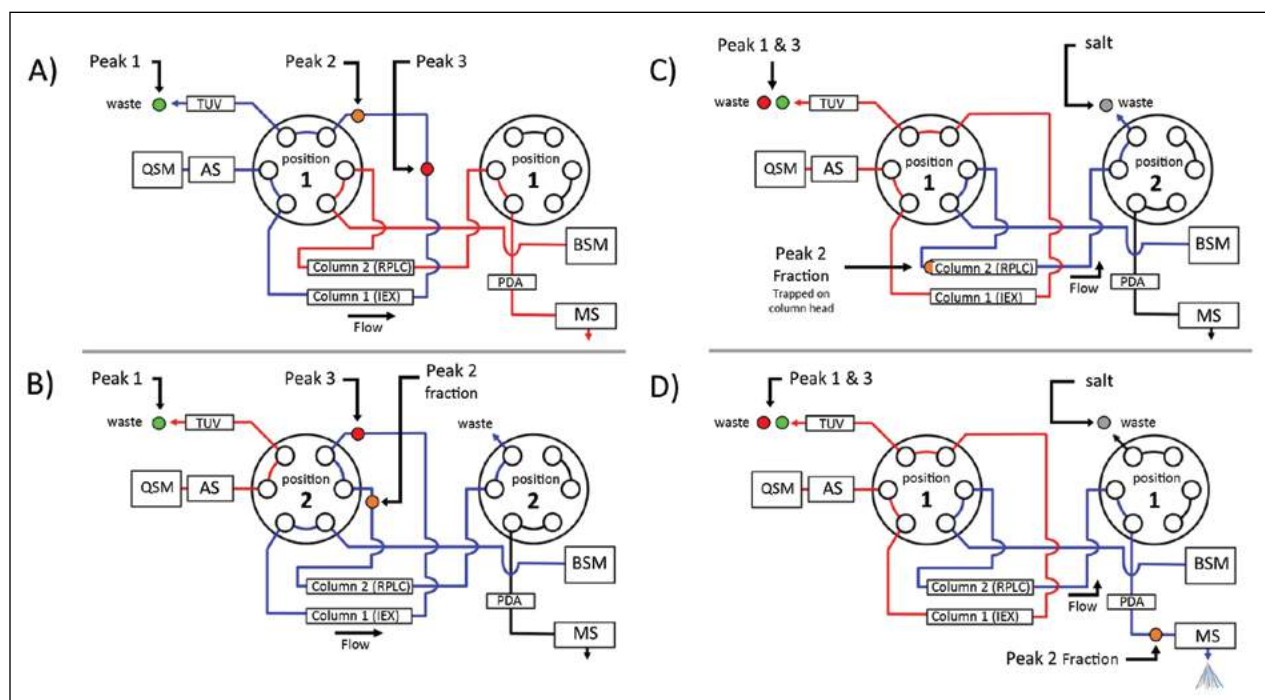 A)
Peak 1
Peak 2
Peak 3
waste
TUV
QSM
AS
position
1
position
1
BSM
Column 2 (RPLC)
PDA
Column 1 (IEX)
MS
Flow
B)
Peak 1
Peak 3
Peak 2
fraction
waste
TUV
waste
QSM
AS
position
2
position
2
BSM
Column 2 (RPLC)
PDA
Column 1 (IEX)
MS
Flow
C)
Peak 1 & 3
salt
waste
TUV
waste
QSM
AS
position
1
position
2
BSM
Peak 2
Fraction
Trapped on
column head
Column 2 (RPLC)
Flow
PDA
Column 1 (IEX)
MS
D)
Peak 1 & 3
salt
waste
TUV
waste
QSM
AS
position
1
position
1
BSM
Column 2 (RPLC)
Flow
PDA
Column 1 (IEX)
MS
Peak 2 Fraction